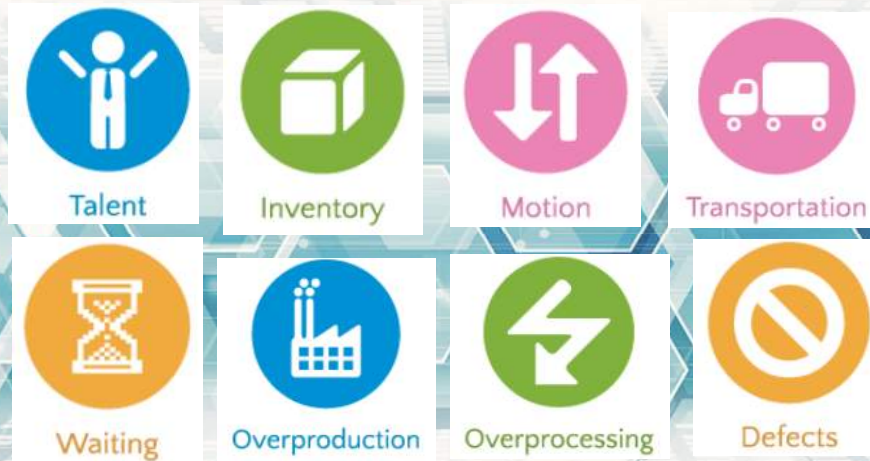 Talent
Inventory
Motion
Transportation
Waiting
Overproduction
Overprocessing
Defects